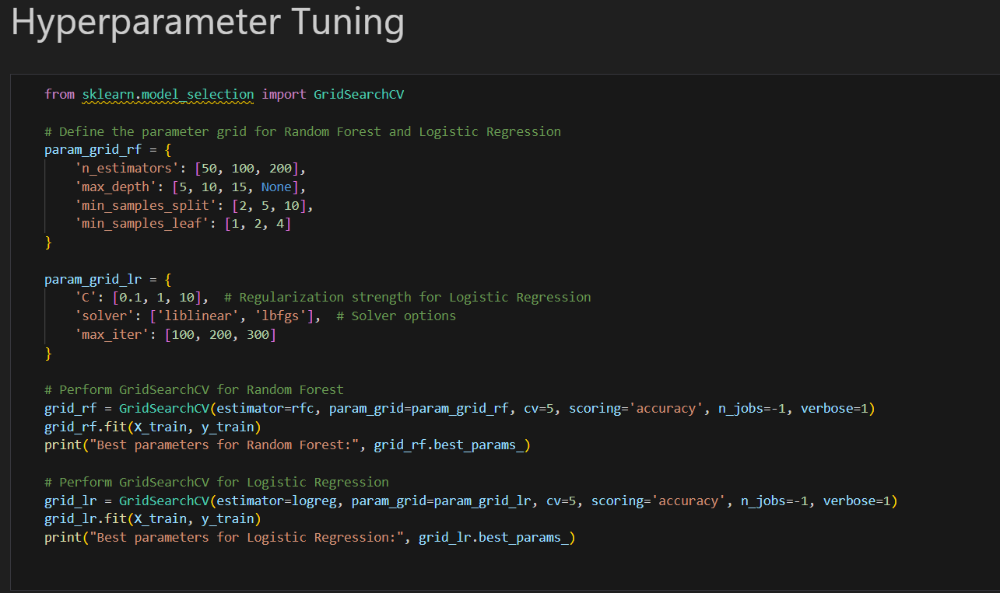 Hyperparameter Tuning
from sklearn.model_selection import GridSearchCV
# Define the parameter grid for Random Forest and Logistic Regression
param_grid_rf = {
    'n_estimators': [50, 100, 200],
    'max_depth': [5, 10, 15, None],
    'min_samples_split': [2, 5, 10],
    'min_samples_leaf': [1, 2, 4]
}
param_grid_lr = {
    'C': [0.1, 1, 10],  # Regularization strength for Logistic Regression
    'solver': ['liblinear', 'lbfgs'],  # Solver options
    'max_iter': [100, 200, 300]
}
# Perform GridSearchCV for Random Forest
grid_rf = GridSearchCV(estimator=rfc, param_grid=param_grid_rf, cv=5, scoring='accuracy', n_jobs=-1, verbose=1)
grid_rf.fit(X_train, y_train)
print("Best parameters for Random Forest:", grid_rf.best_params_)
# Perform GridSearchCV for Logistic Regression
grid_lr = GridSearchCV(estimator=logreg, param_grid=param_grid_lr, cv=5, scoring='accuracy', n_jobs=-1, verbose=1)
grid_lr.fit(X_train, y_train)
print("Best parameters for Logistic Regression:", grid_lr.best_params_)